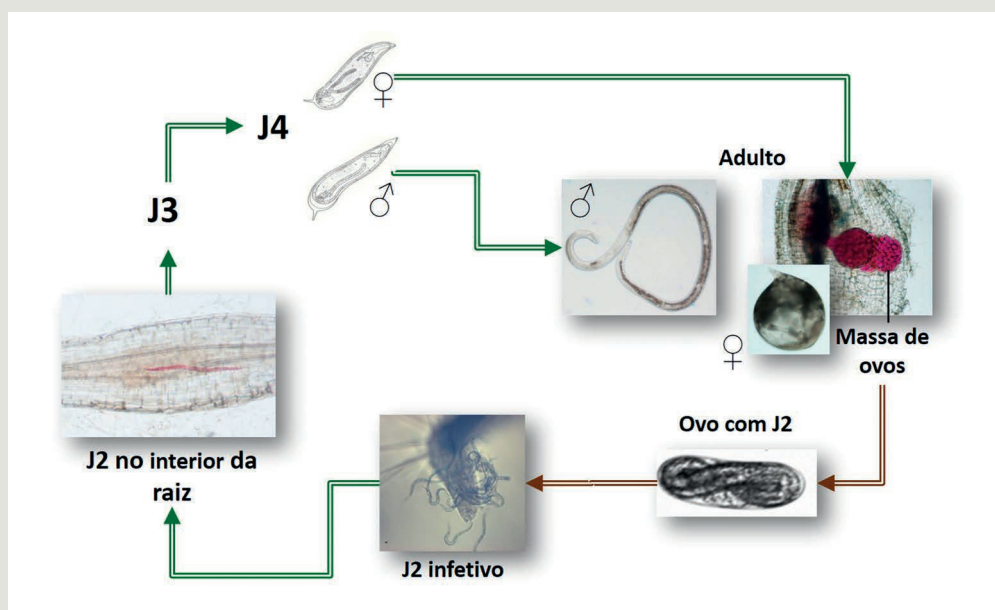 J4
♀
♂
J3
Adulto
♂
♀
Massa de
ovos
Ovo com J2
J2 no interior da
raiz
J2 infetivo